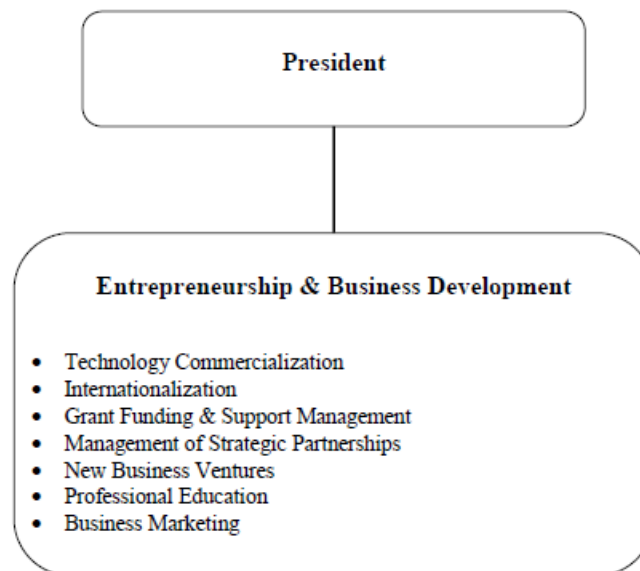 President
Entrepreneurship & Business Development
• Technology Commercialization
• Internationalization
• Grant Funding & Support Management
• Management of Strategic Partnerships
• New Business Ventures
• Professional Education
• Business Marketing